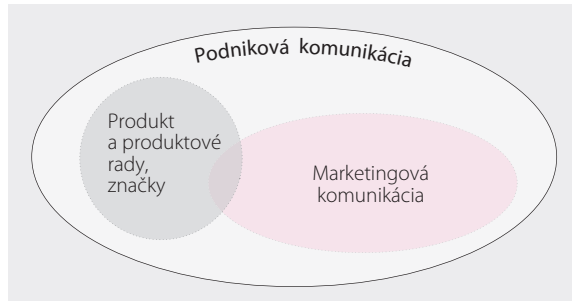 Podniková komunikácia
Produkt
a produktové
rady,
značky
Marketingová
komunikácia